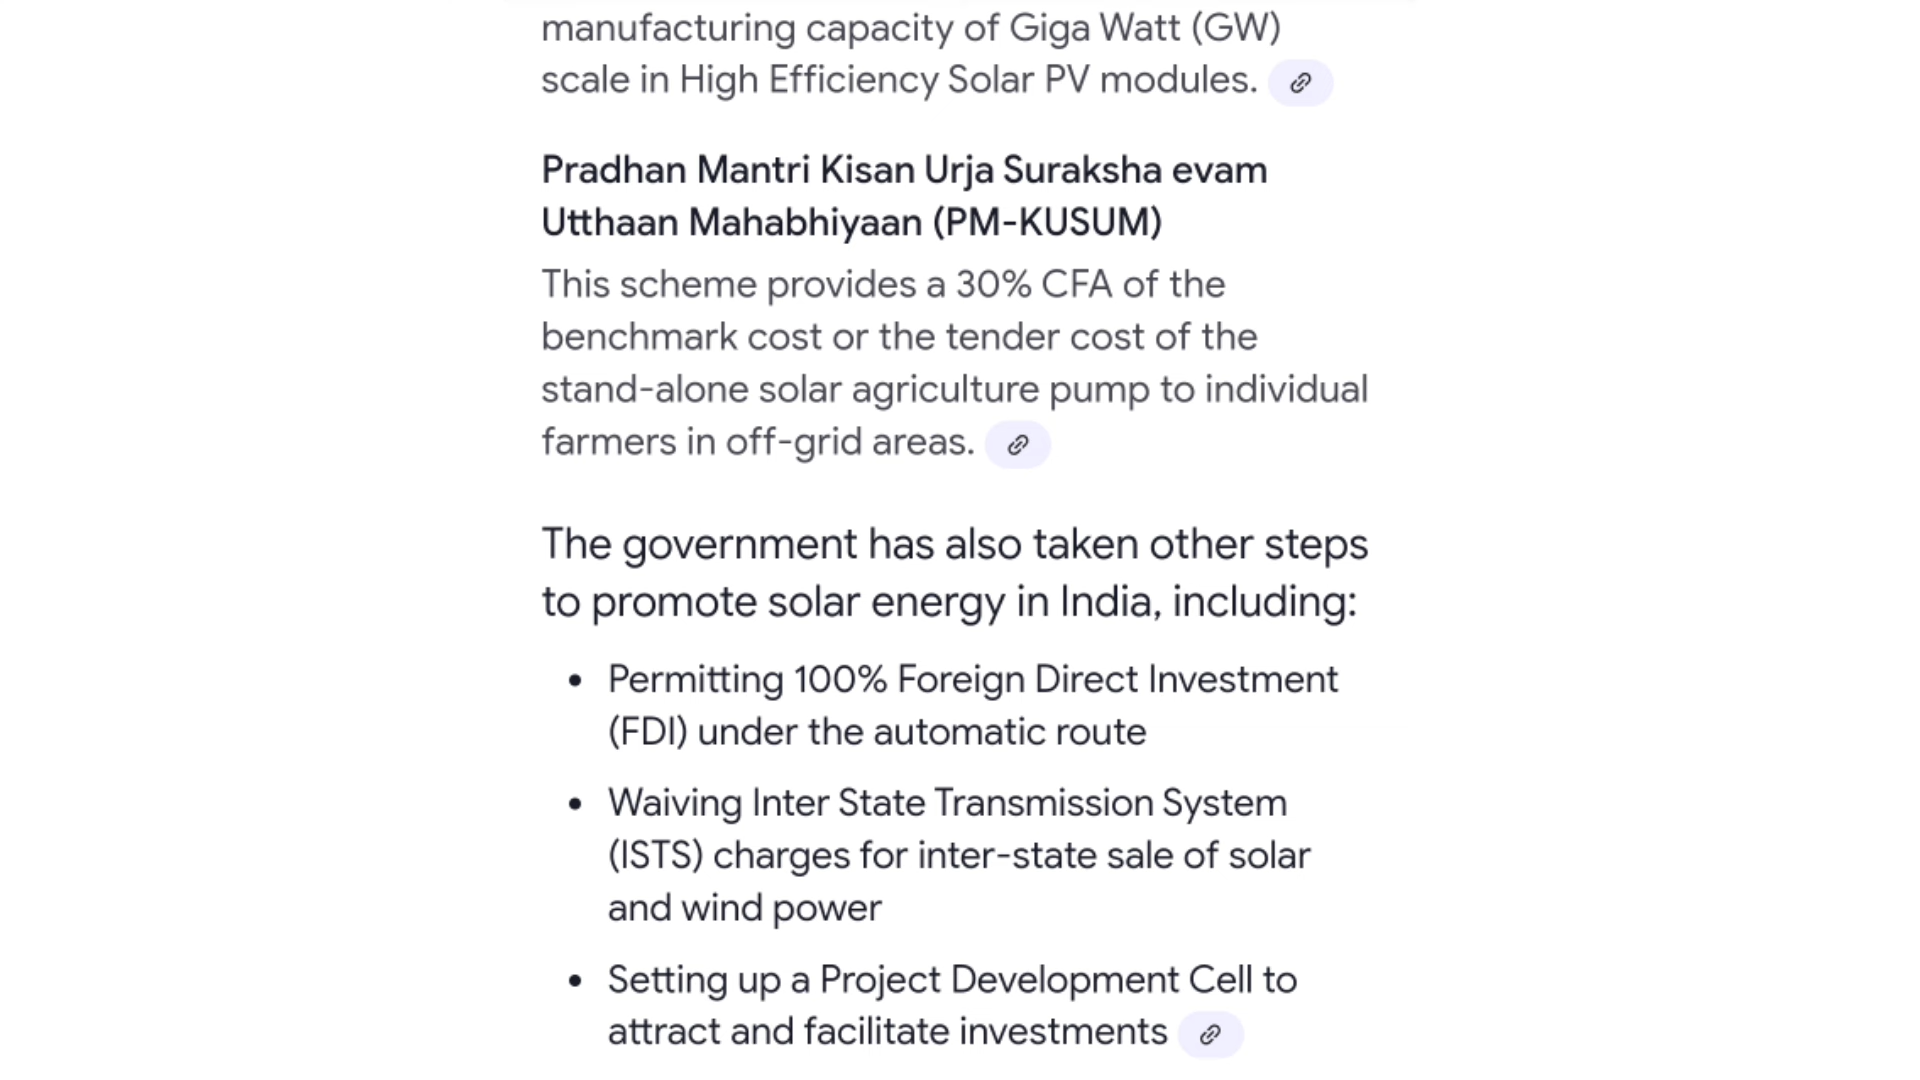 manufacturing capacity of Giga Watt (GW)
scale in High Efficiency Solar PV modules.
Pradhan Mantri Kisan Urja Suraksha evam
Utthaan Mahabhiyaan (PM-KUSUM)
This scheme provides a 30% CFA of the
benchmark cost or the tender cost of the
stand-alone solar agriculture pump to individual
farmers in off-grid areas.
The government has also taken other steps
to promote solar energy in India, including:
• Permitting 100% Foreign Direct Investment
(FDI) under the automatic route
• Waiving Inter State Transmission System
(ISTS) charges for inter-state sale of solar
and wind power
• Setting up a Project Development Cell to
attract and facilitate investments